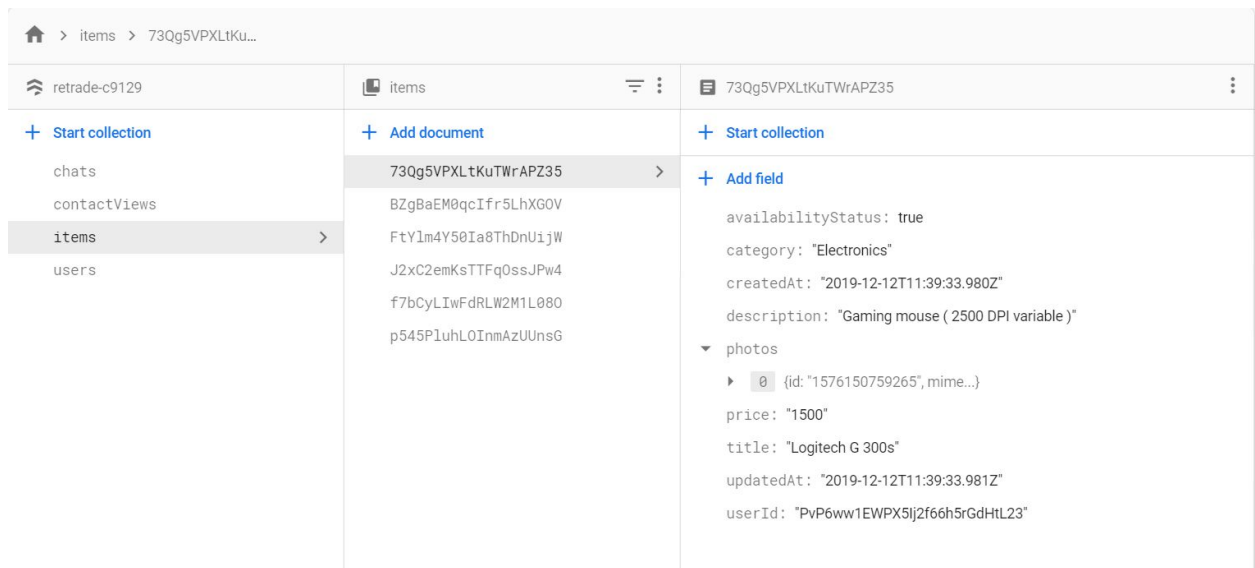 items > 73Qg5VPXLtKu...
retrade-c9129
Start collection
chats
contactViews
items
users
items
Add document
73Qg5VPXLtKuTWrAPZ35
BZgBaEM0qcIfr5LhXGOV
FtYlm4Y50Ia8ThDnUijW
J2xC2emKsTTFqOssJPw4
f7bCyLIwFdRLW2M1L08O
p545PluhLOInmAzUUnsG
73Qg5VPXLtKuTWrAPZ35
Start collection
Add field
availabilityStatus: true
category: "Electronics"
createdAt: "2019-12-12T11:39:33.980Z"
description: "Gaming mouse ( 2500 DPI variable )"
photos
0 {id: "1576150759265", mime...}
price: "1500"
title: "Logitech G 300s"
updatedAt: "2019-12-12T11:39:33.981Z"
userId: "PvP6ww1EWPX5Ij2f66h5rGdHtL23"